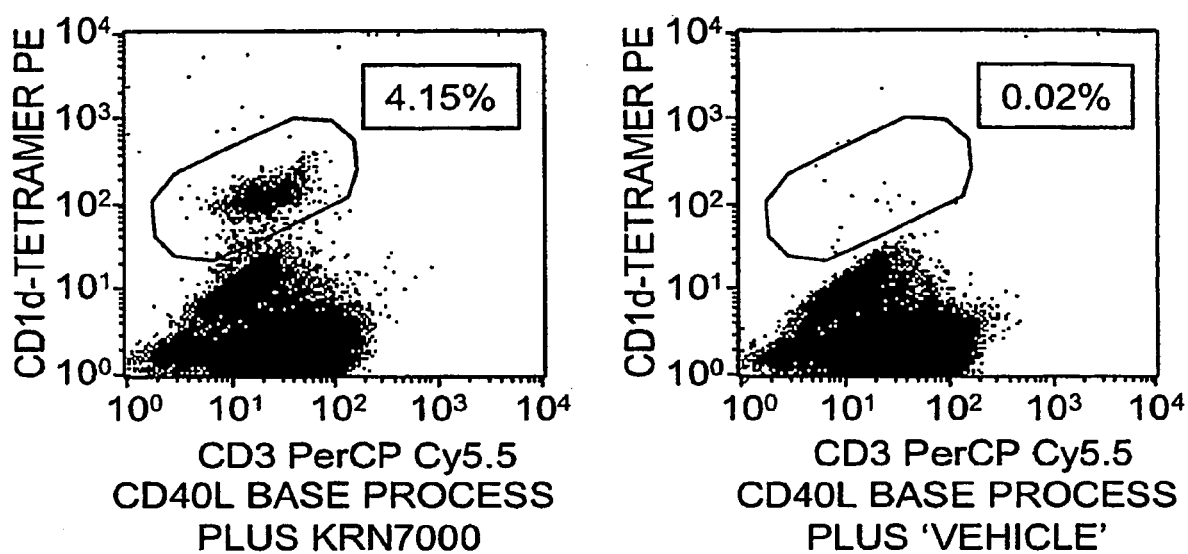 CD1d-TETRAMER PE
10⁴
10³
10²
10¹
10⁰
4.15%
10⁰ 10¹ 10² 10³ 10⁴
CD3 PerCP Cy5.5
CD40L BASE PROCESS
PLUS KRN7000
CD1d-TETRAMER PE
10⁴
10³
10²
10¹
10⁰
0.02%
10⁰ 10¹ 10² 10³ 10⁴
CD3 PerCP Cy5.5
CD40L BASE PROCESS
PLUS ‘VEHICLE’